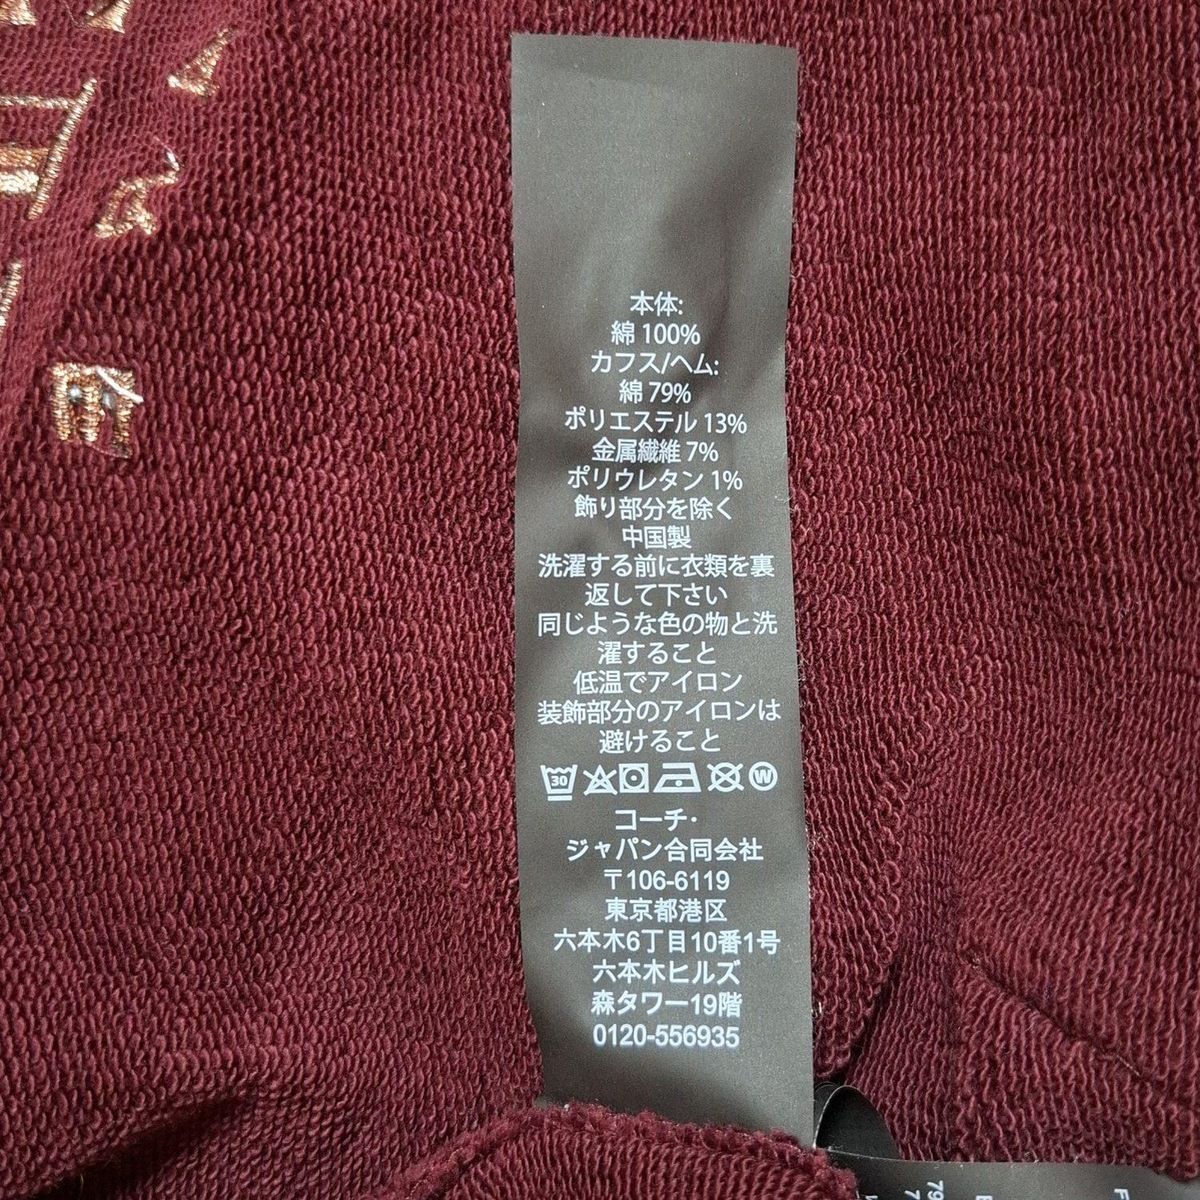 本体:
綿 100%
カフス/ヘム:
綿 79%
ポリエステル 13%
金属繊維 7%
ポリウレタン 1%
飾り部分を除く
中国製
洗濯する前に衣類を裏
返して下さい
同じような色の物と洗
濯すること
低温でアイロン
装飾部分のアイロンは
避けること
30
W
コーチ·
ジャパン合同会社
〒106-6119
東京都港区
六本木6丁目10番1号
六本木ヒルズ
森タワー19階
0120-556935